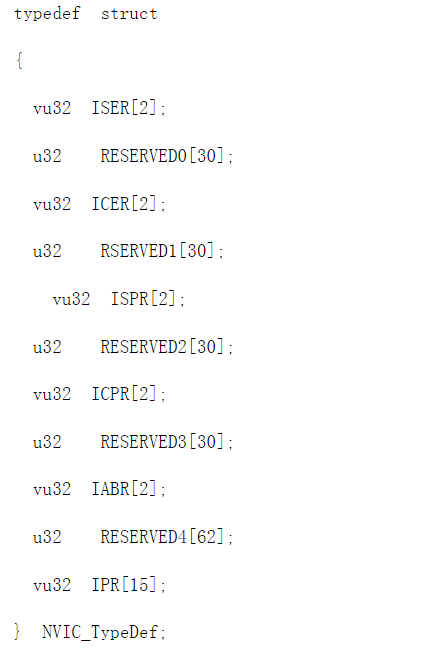 typedef  struct
{
  vu32  ISER[2];
  u32    RESERVED0[30];
  vu32  ICER[2];
  u32    RSERVED1[30];
    vu32  ISPR[2];
  u32    RESERVED2[30];
  vu32  ICPR[2];
  u32    RESERVED3[30];
  vu32  IABR[2];
  u32    RESERVED4[62];
  vu32  IPR[15];
}  NVIC_TypeDef;